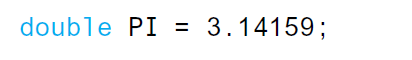 double PI = 3.14159;